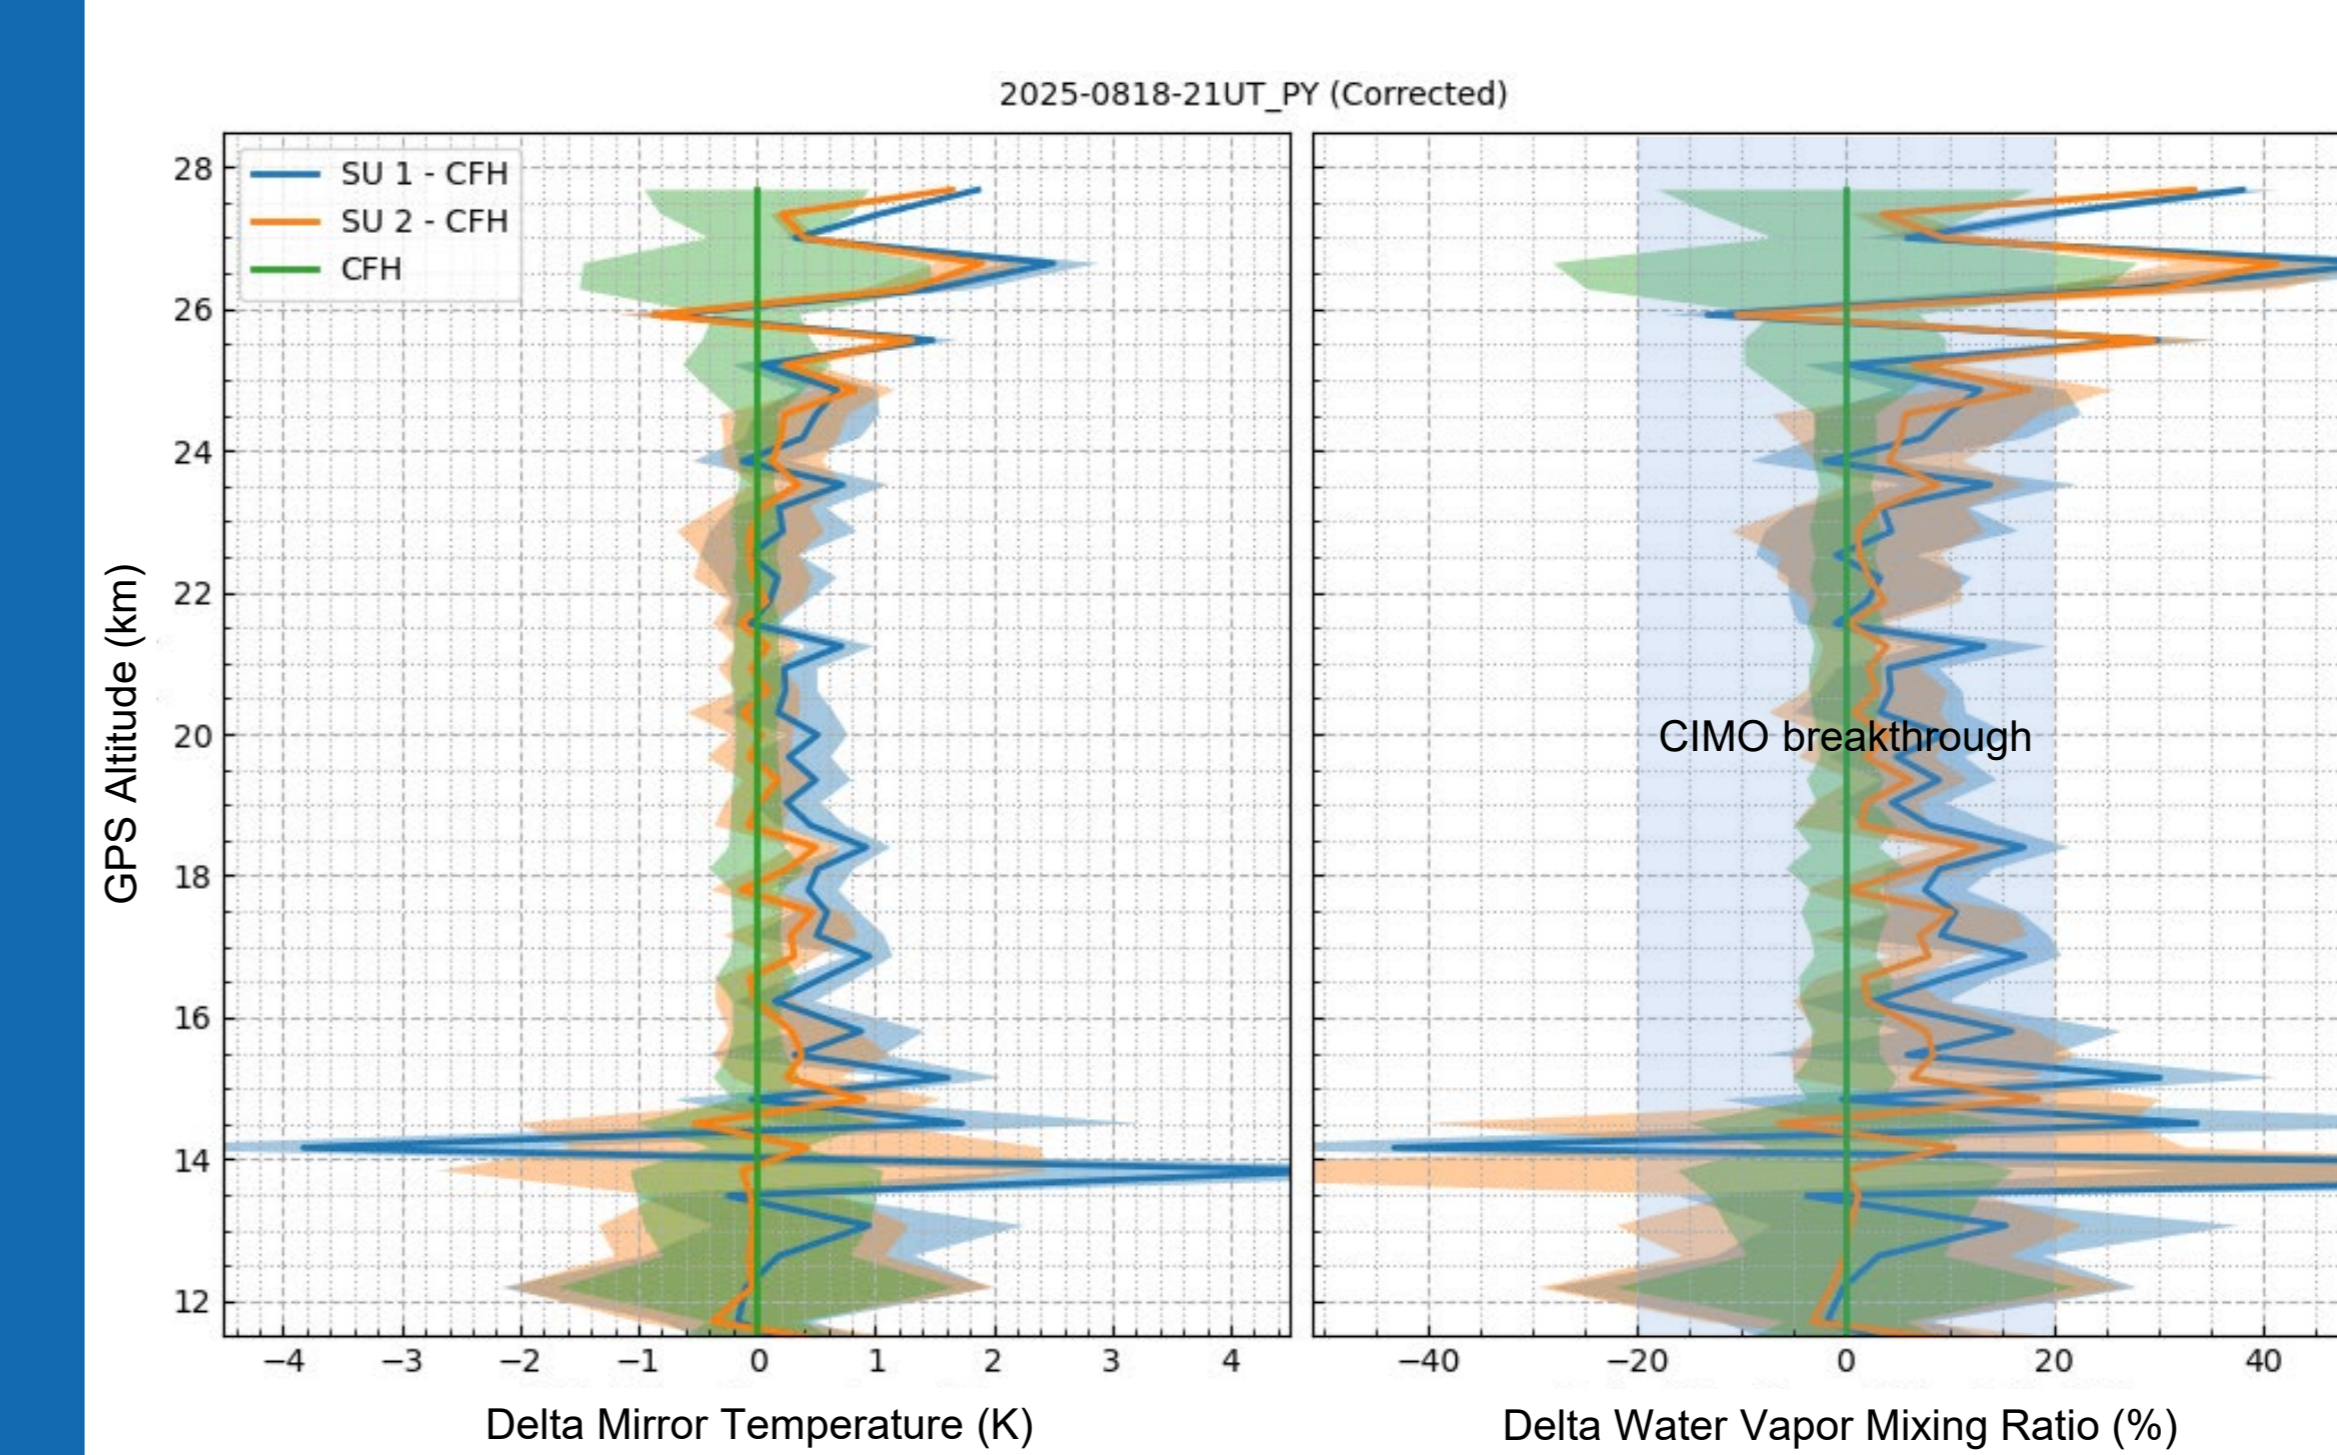 2025-0818-21UT_PY (Corrected)
SU 1 - CFH
SU 2 - CFH
CFH
28
26
24
22
20
18
16
14
12
GPS Altitude (km)
CIMO breakthrough
−4 −3 −2 −1 0 1 2 3 4
−40 −20 0 20 40
Delta Mirror Temperature (K)
Delta Water Vapor Mixing Ratio (%)